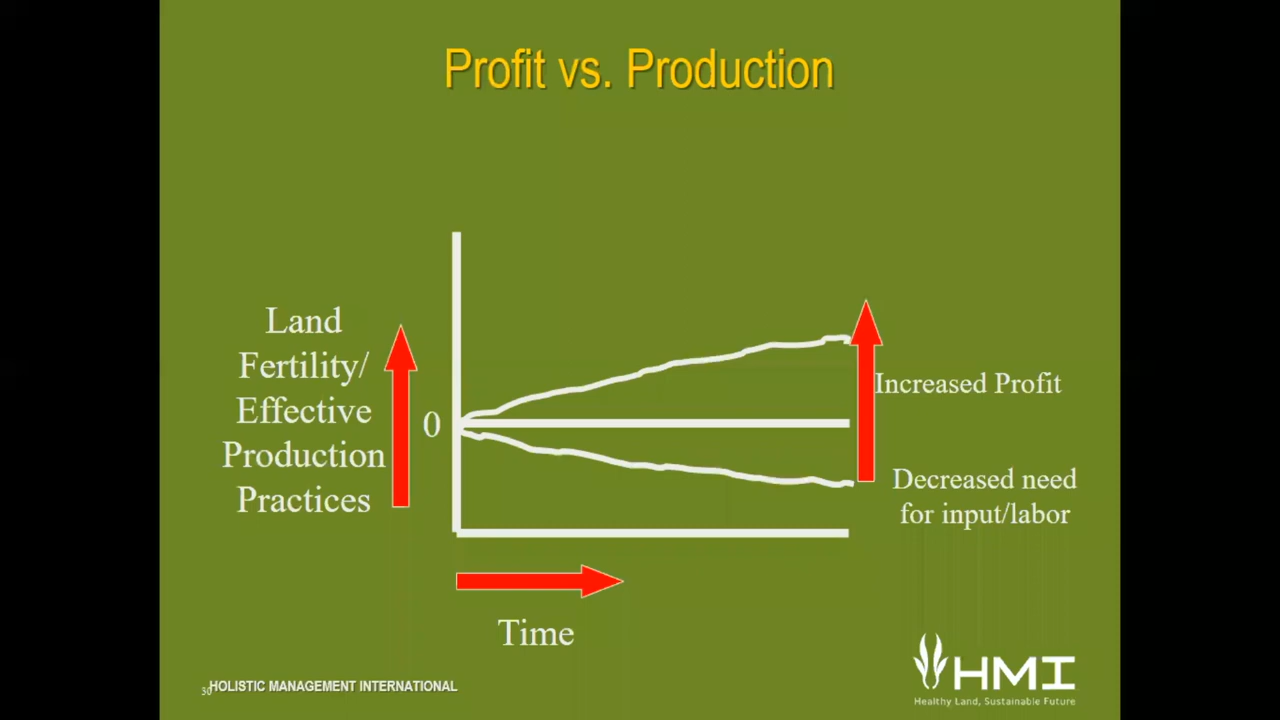 Profit vs. Production
Land
Fertility/
Effective
Production
Practices
0
Increased Profit
Decreased need
for input/labor
Time
30
HOLISTIC MANAGEMENT INTERNATIONAL
HMI
Healthy Land, Sustainable Future